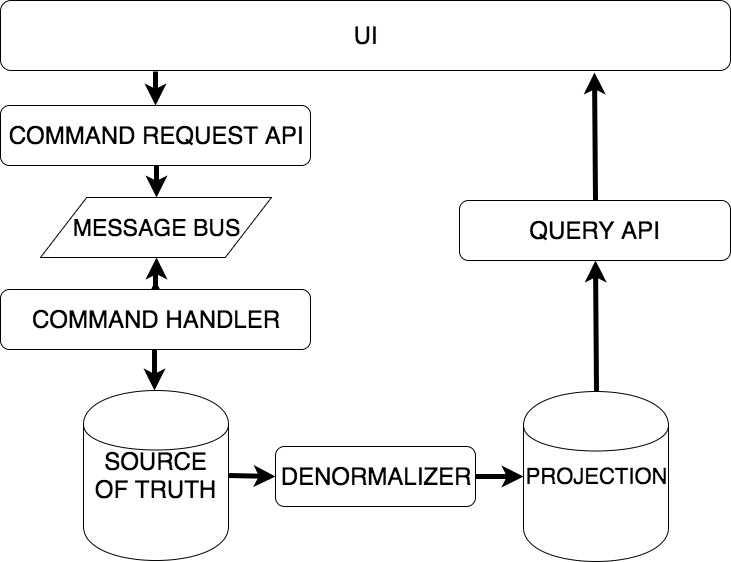 UI
COMMAND REQUEST API
MESSAGE BUS
QUERY API
COMMAND HANDLER
SOURCE
OF TRUTH
DENORMALIZER
PROJECTION